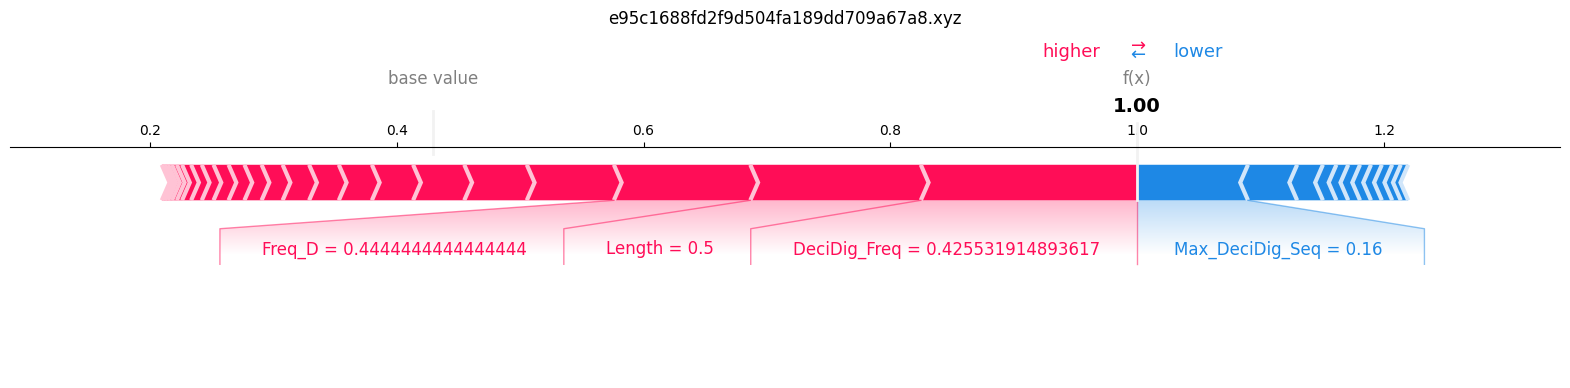 e95c1688fd2f9d504fa189dd709a67a8.xyz
higher ⇄ lower
base value f(x)
1.00
0.2 0.4 0.6 0.8 1.0 1.2
Freq_D = 0.4444444444444444 Length = 0.5 DeciDig_Freq = 0.425531914893617 Max_DeciDig_Seq = 0.16